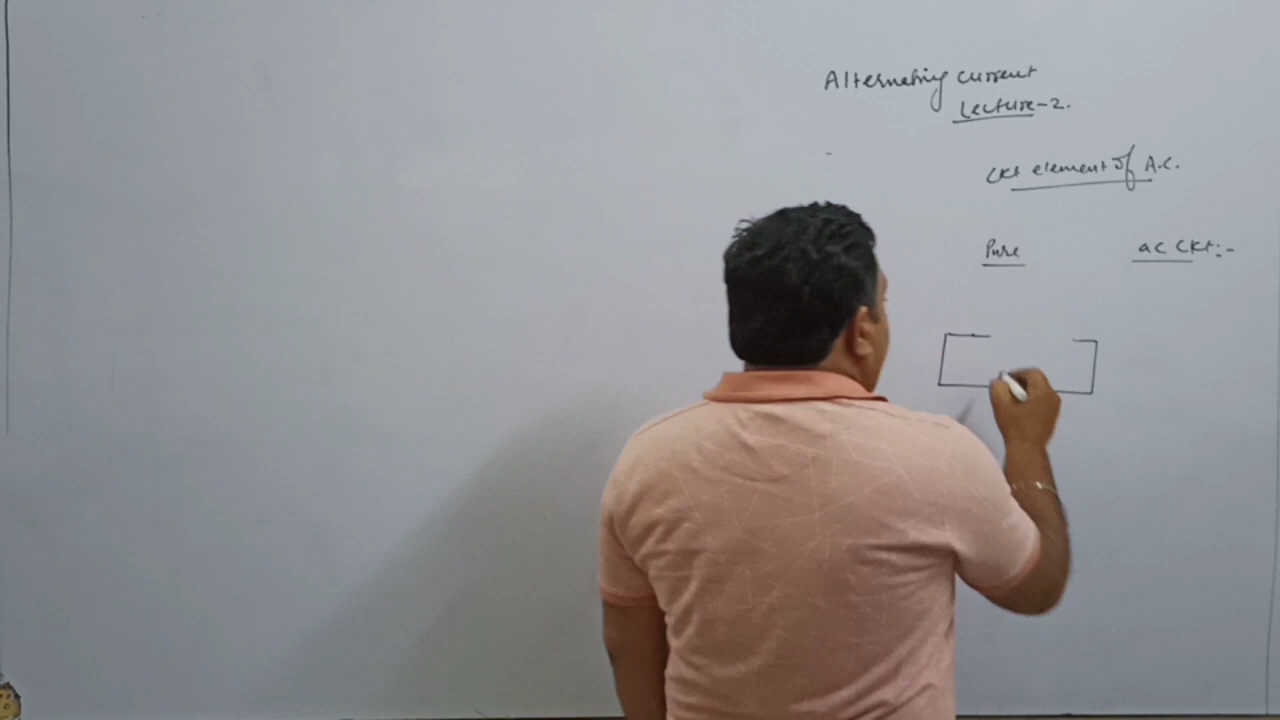 Alternating current
Lecture-2.
Ckt element of A.C.
Pure ac Ckt:-